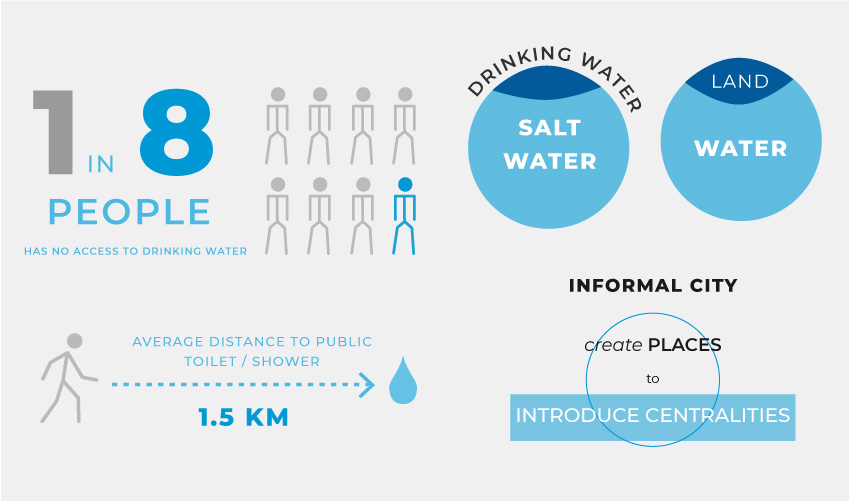 1 IN 8
PEOPLE
HAS NO ACCESS TO DRINKING WATER
DRINKING WATER
SALT
WATER
LAND
WATER
AVERAGE DISTANCE TO PUBLIC
TOILET / SHOWER
1.5 KM
INFORMAL CITY
create PLACES
to
INTRODUCE CENTRALITIES